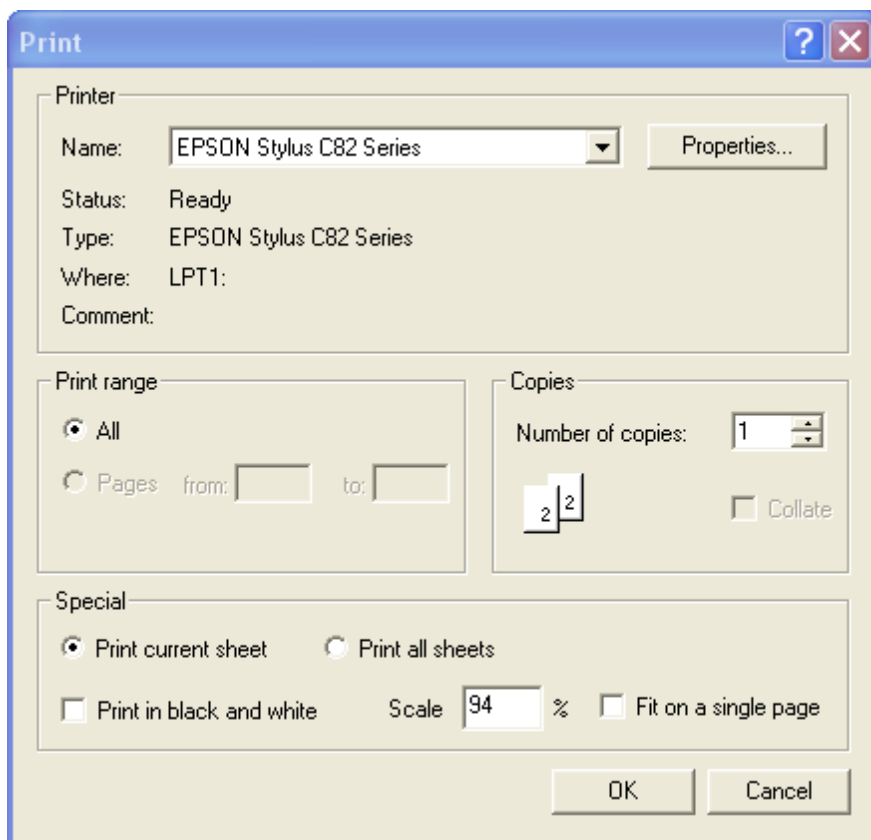 Print
Printer
Name: EPSON Stylus C82 Series Properties...
Status: Ready
Type: EPSON Stylus C82 Series
Where: LPT1:
Comment:
Print range
All
Pages from: to:
Copies
Number of copies: 1
2 2
Collate
Special
Print current sheet Print all sheets
Print in black and white Scale 94 % Fit on a single page
OK Cancel